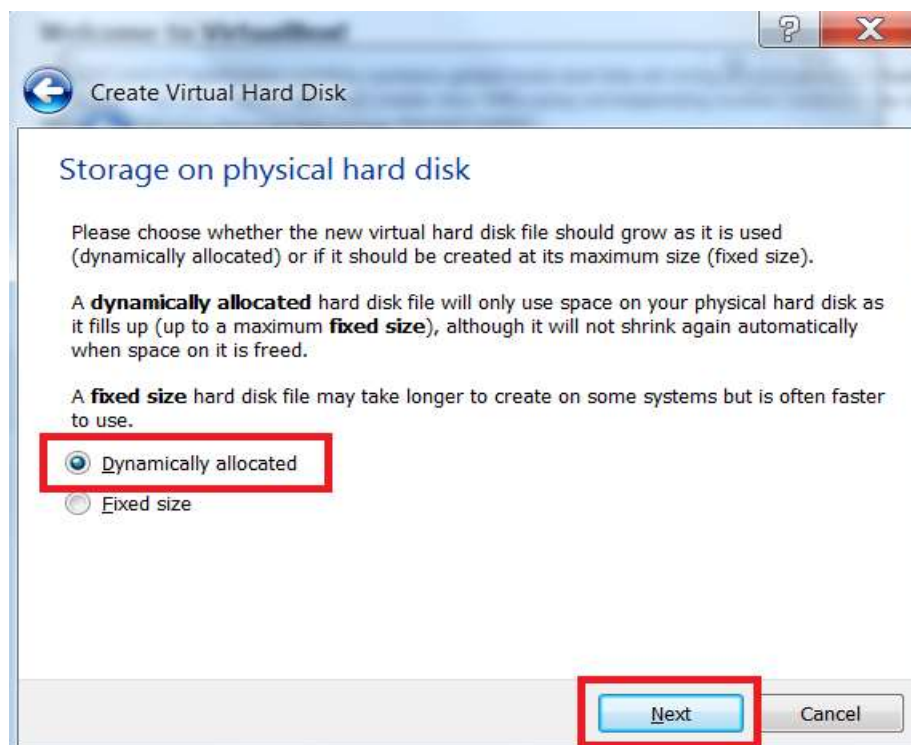 Welcome to VirtualBox!
Create Virtual Hard Disk
Storage on physical hard disk
Please choose whether the new virtual hard disk file should grow as it is used
(dynamically allocated) or if it should be created at its maximum size (fixed size).
A dynamically allocated hard disk file will only use space on your physical hard disk as
it fills up (up to a maximum fixed size), although it will not shrink again automatically
when space on it is freed.
A fixed size hard disk file may take longer to create on some systems but is often faster
to use.
Dynamically allocated
Fixed size
Next
Cancel